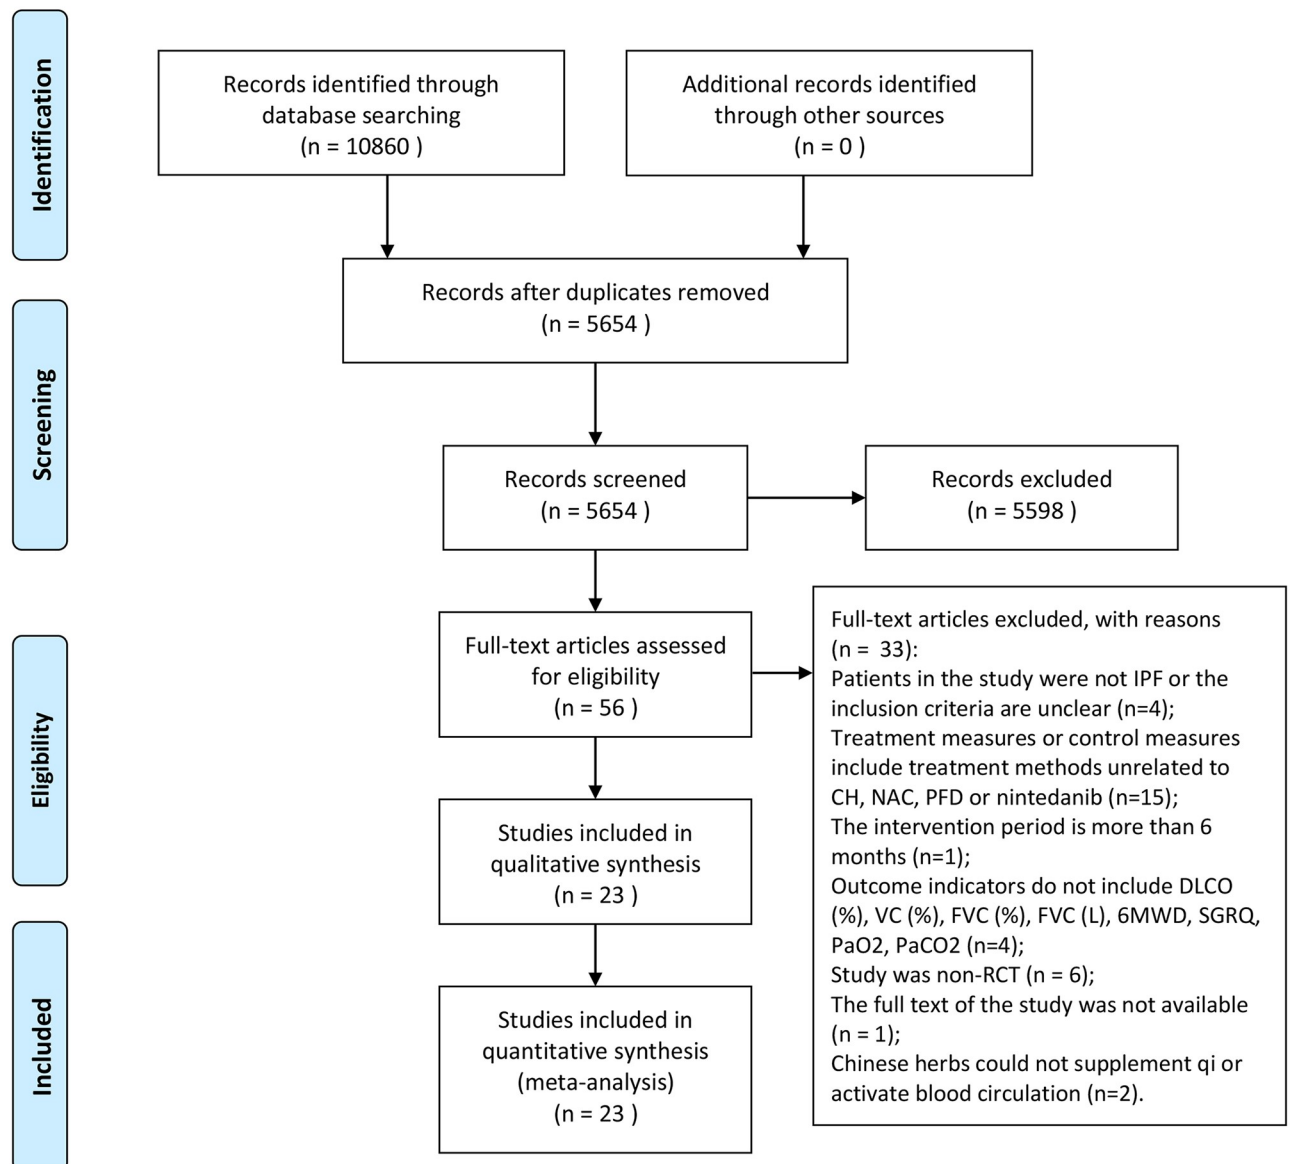 Identification
Records identified through
database searching
(n = 10860 )
Additional records identified
through other sources
(n = 0 )
Records after duplicates removed
(n = 5654 )
Screening
Records screened
(n = 5654 )
Records excluded
(n = 5598 )
Eligibility
Full-text articles assessed
for eligibility
(n = 56 )
Full-text articles excluded, with reasons
(n =  33):
Patients in the study were not IPF or the
inclusion criteria are unclear (n=4);
Treatment measures or control measures
include treatment methods unrelated to
CH, NAC, PFD or nintedanib (n=15);
The intervention period is more than 6
months (n=1);
Outcome indicators do not include DLCO
(%), VC (%), FVC (%), FVC (L), 6MWD, SGRQ,
PaO2, PaCO2 (n=4);
Study was non-RCT (n = 6);
The full text of the study was not available
(n = 1);
Chinese herbs could not supplement qi or
activate blood circulation (n=2).
Studies included in
qualitative synthesis
(n = 23 )
Included
Studies included in
quantitative synthesis
(meta-analysis)
(n = 23 )